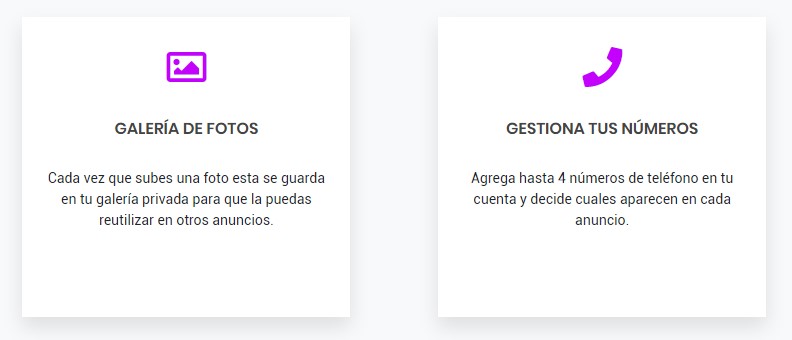 GALERÍA DE FOTOS
Cada vez que subes una foto esta se guarda
en tu galería privada para que la puedas
reutilizar en otros anuncios.
GESTIONA TUS NÚMEROS
Agrega hasta 4 números de teléfono en tu
cuenta y decide cuales aparecen en cada
anuncio.